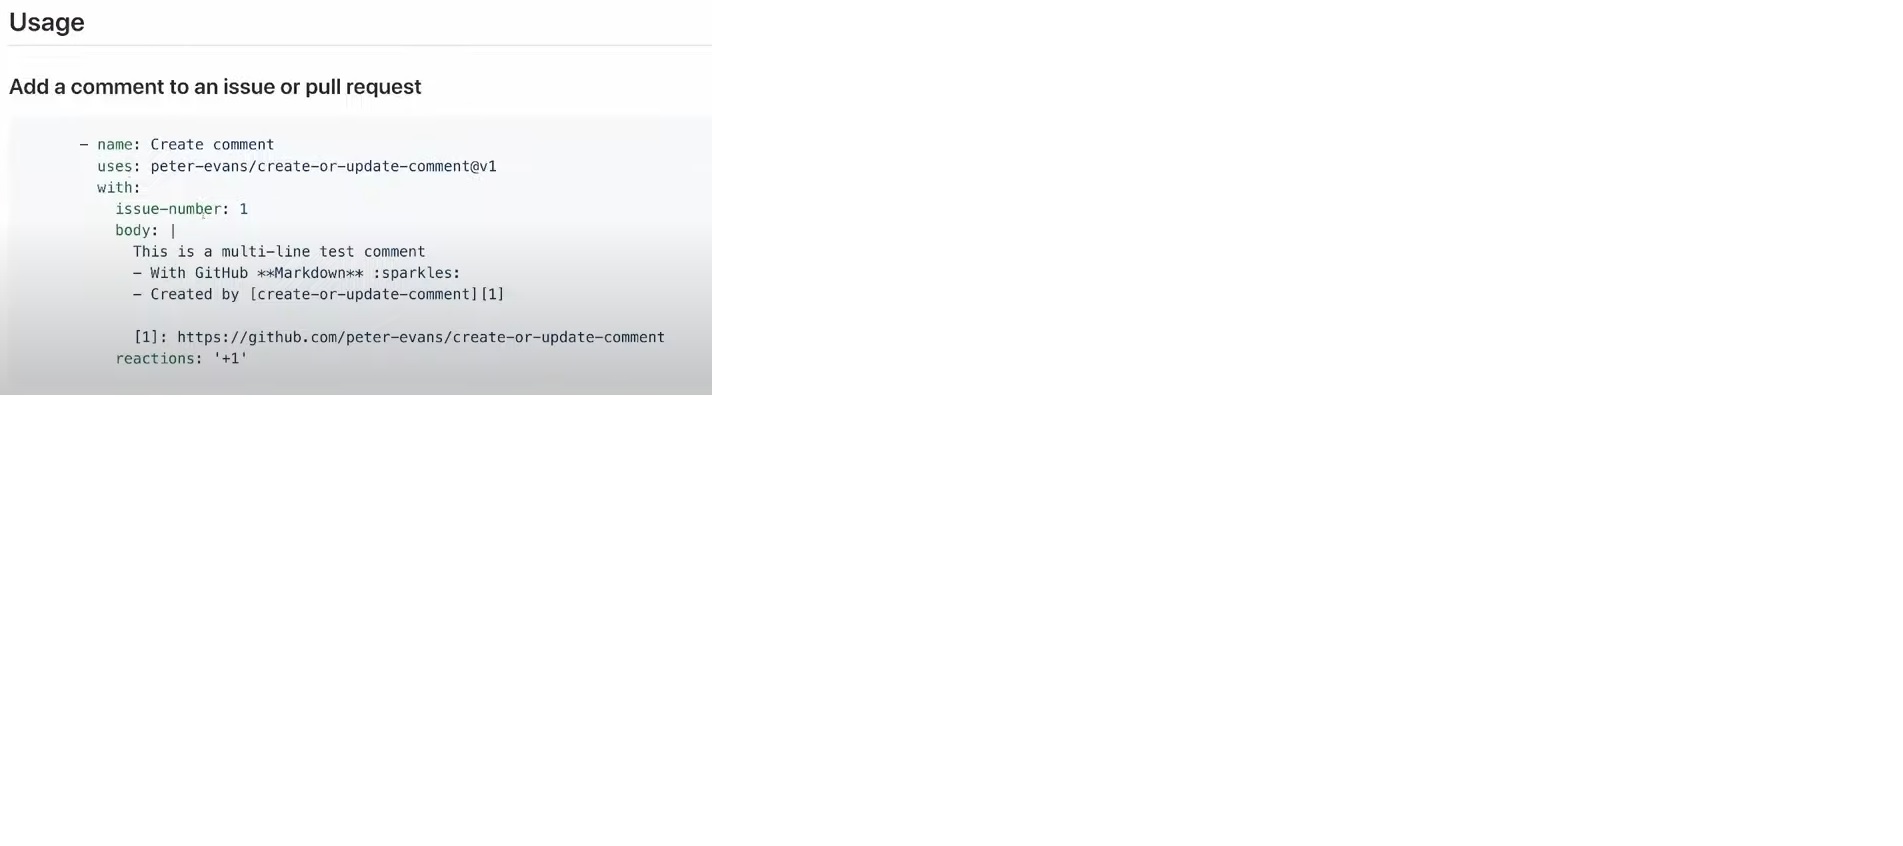 Usage
Add a comment to an issue or pull request
- name: Create comment
uses: peter-evans/create-or-update-comment@v1
with:
issue-number: 1
body: |
This is a multi-line test comment
- With GitHub **Markdown** :sparkles:
- Created by [create-or-update-comment][1]
[1]: https://github.com/peter-evans/create-or-update-comment
reactions: '+1'